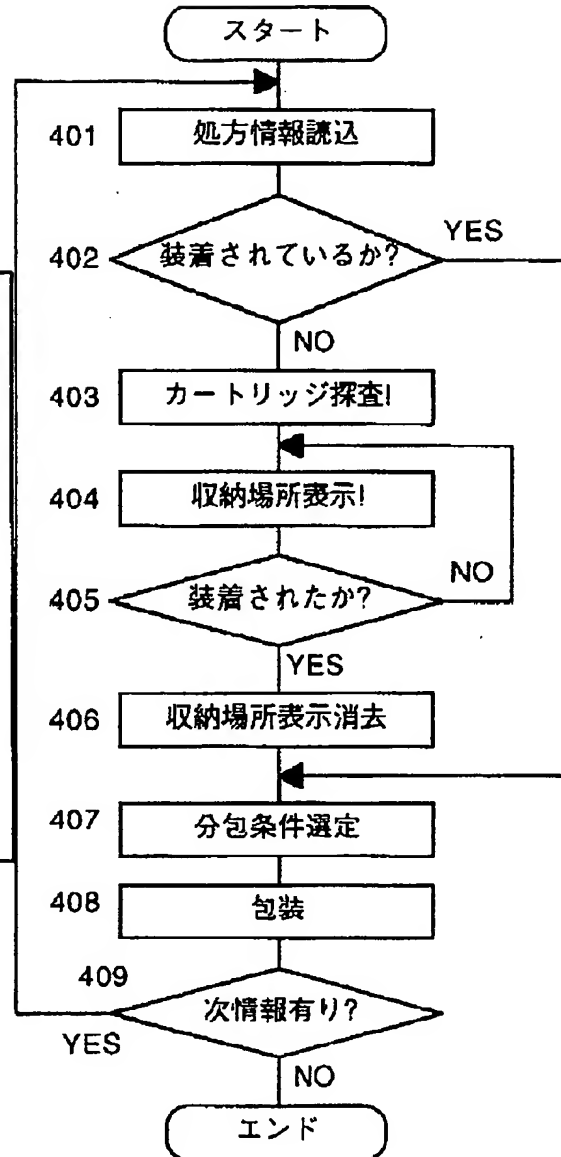 スタート
401 処方情報読込
402 装着されているか?
YES
NO
403 カートリッジ探査!
404 収納場所表示!
405 装着されたか?
NO
YES
406 収納場所表示消去
407 分包条件選定
408 包装
409
次情報有り?
YES
NO
エンド